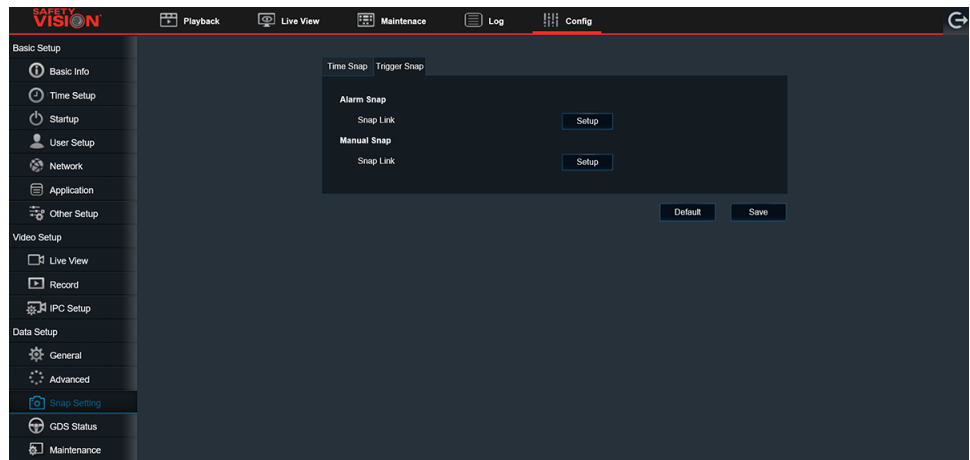 SAFETY
VISION
Playback
Live View
Maintenace
Log
Config
Basic Setup
Basic Info
Time Setup
Startup
User Setup
Network
Application
Other Setup
Video Setup
Live View
Record
IPC Setup
Data Setup
General
Advanced
Snap Setting
GDS Status
Maintenance
Time Snap Trigger Snap
Alarm Snap
Snap Link Setup
Manual Snap
Snap Link Setup
Default Save